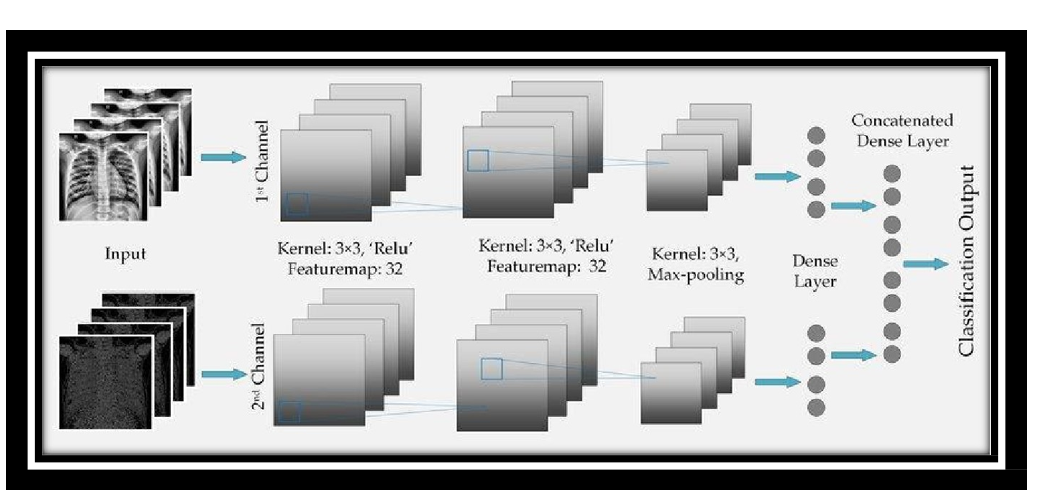 Input
1st Channel
Kernel: 3×3, ‘Relu’
Featuremap: 32
Kernel: 3×3, ‘Relu’
Featuremap: 32
Kernel: 3×3,
Max-pooling
Dense
Layer
Concatenated
Dense Layer
Classification Output
2nd Channel